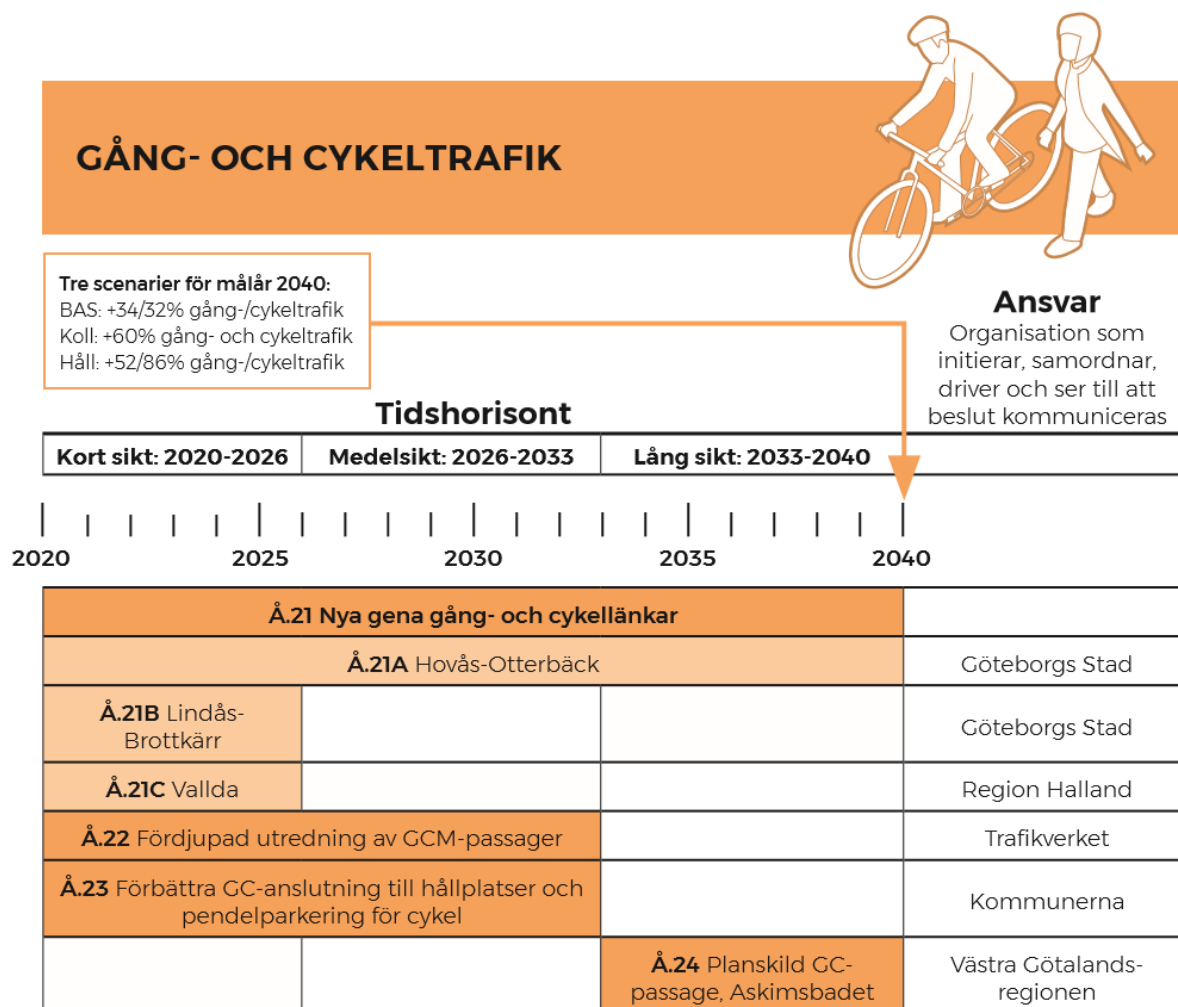 GÅNG- OCH CYKELTRAFIK
Tre scenarier för målår 2040:
BAS: +34/32% gång-/cykeltrafik
Koll: +60% gång- och cykeltrafik
Håll: +52/86% gång-/cykeltrafik
Ansvar
Organisation som
initierar, samordnar,
driver och ser till att
beslut kommuniceras
Tidshorisont
Kort sikt: 2020-2026 Medelsikt: 2026-2033 Lång sikt: 2033-2040
2020 2025 2030 2035 2040
Å.21 Nya gena gång- och cykellänkar
Å.21A Hovås-Otterbäck Göteborgs Stad
Å.21B Lindås-
Brottkärr
Göteborgs Stad
Å.21C Vallda Region Halland
Å.22 Fördjupad utredning av GCM-passager Trafikverket
Å.23 Förbättra GC-anslutning till hållplatser och
pendelparkering för cykel
Kommunerna
Å.24 Planskild GC-
passage, Askimsbadet
Västra Götalands-
regionen